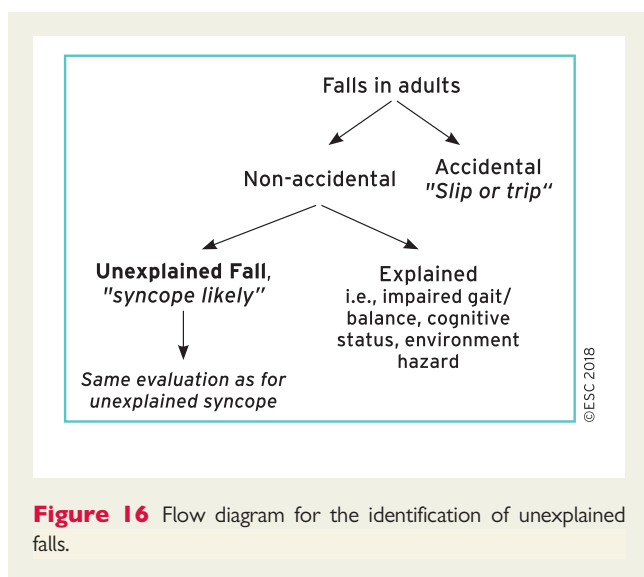 Falls in adults
Non-accidental
Accidental
"Slip or trip“
Unexplained Fall,
"syncope likely”
Explained
i.e., impaired gait/
balance, cognitive
status, environment
hazard
Same evaluation as for
unexplained syncope
©ESC 2018
Figure 16 Flow diagram for the identification of unexplained
falls.